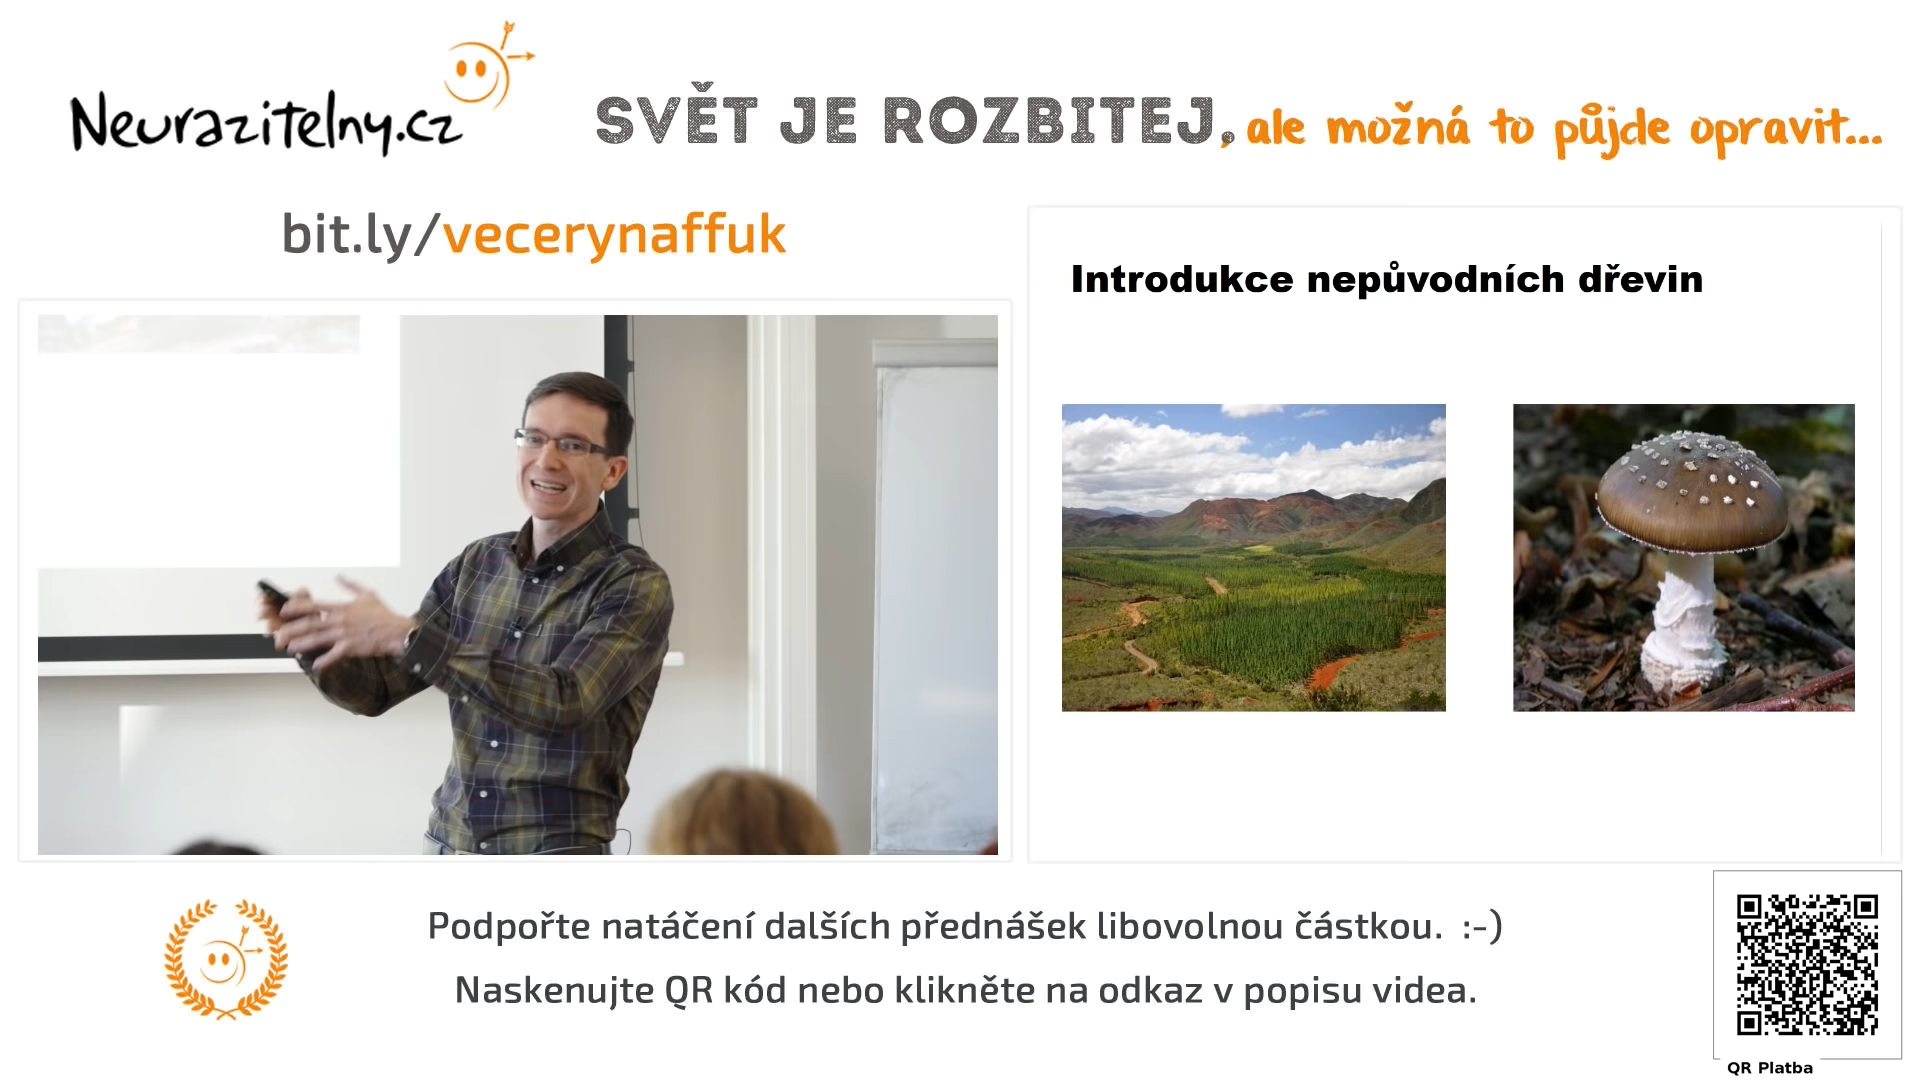 Neurazitelny.cz
SVĚT JE ROZBITEJ, ale možná to půjde opravit...
bit.ly/vecerynaffuk
Introdukce nepůvodních dřevin
Podpořte natáčení dalších přednášek libovolnou částkou. :-)
Naskenujte QR kód nebo klikněte na odkaz v popisu videa.
QR Platba